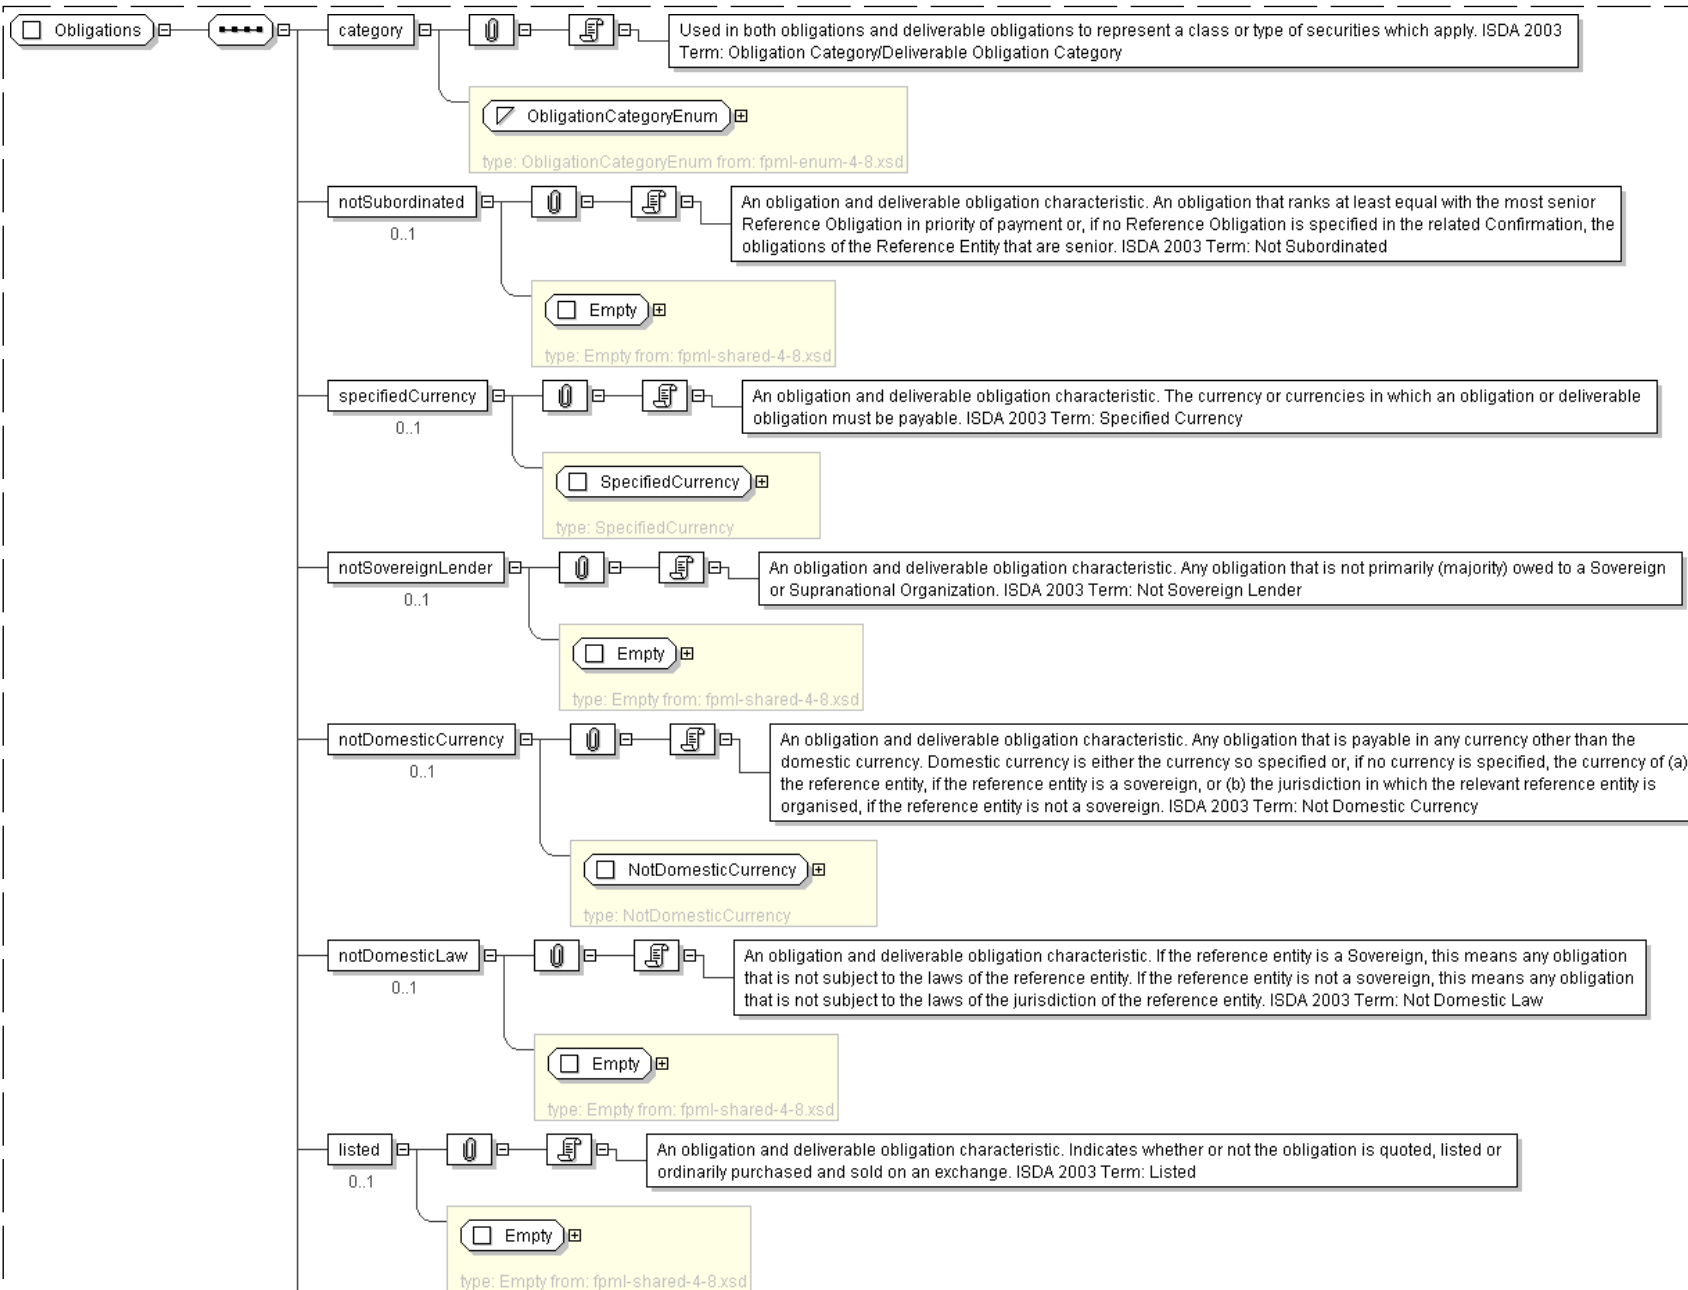 Obligations
category
Used in both obligations and deliverable obligations to represent a class or type of securities which apply. ISDA 2003
Term: Obligation Category/Deliverable Obligation Category
ObligationCategoryEnum
type: ObligationCategoryEnum from: fpml-enum-4-8.xsd
notSubordinated
0..1
An obligation and deliverable obligation characteristic. An obligation that ranks at least equal with the most senior
Reference Obligation in priority of payment or, if no Reference Obligation is specified in the related Confirmation, the
obligations of the Reference Entity that are senior. ISDA 2003 Term: Not Subordinated
Empty
type: Empty from: fpml-shared-4-8.xsd
specifiedCurrency
0..1
An obligation and deliverable obligation characteristic. The currency or currencies in which an obligation or deliverable
obligation must be payable. ISDA 2003 Term: Specified Currency
SpecifiedCurrency
type: SpecifiedCurrency
notSovereignLender
0..1
An obligation and deliverable obligation characteristic. Any obligation that is not primarily (majority) owed to a Sovereign
or Supranational Organization. ISDA 2003 Term: Not Sovereign Lender
Empty
type: Empty from: fpml-shared-4-8.xsd
notDomesticCurrency
0..1
An obligation and deliverable obligation characteristic. Any obligation that is payable in any currency other than the
domestic currency. Domestic currency is either the currency so specified or, if no currency is specified, the currency of (a)
the reference entity, if the reference entity is a sovereign, or (b) the jurisdiction in which the relevant reference entity is
organised, if the reference entity is not a sovereign. ISDA 2003 Term: Not Domestic Currency
NotDomesticCurrency
type: NotDomesticCurrency
notDomesticLaw
0..1
An obligation and deliverable obligation characteristic. If the reference entity is a Sovereign, this means any obligation
that is not subject to the laws of the reference entity. If the reference entity is not a sovereign, this means any obligation
that is not subject to the laws of the jurisdiction of the reference entity. ISDA 2003 Term: Not Domestic Law
Empty
type: Empty from: fpml-shared-4-8.xsd
listed
0..1
An obligation and deliverable obligation characteristic. Indicates whether or not the obligation is quoted, listed or
ordinarily purchased and sold on an exchange. ISDA 2003 Term: Listed
Empty
type: Empty from: fpml-shared-4-8.xsd